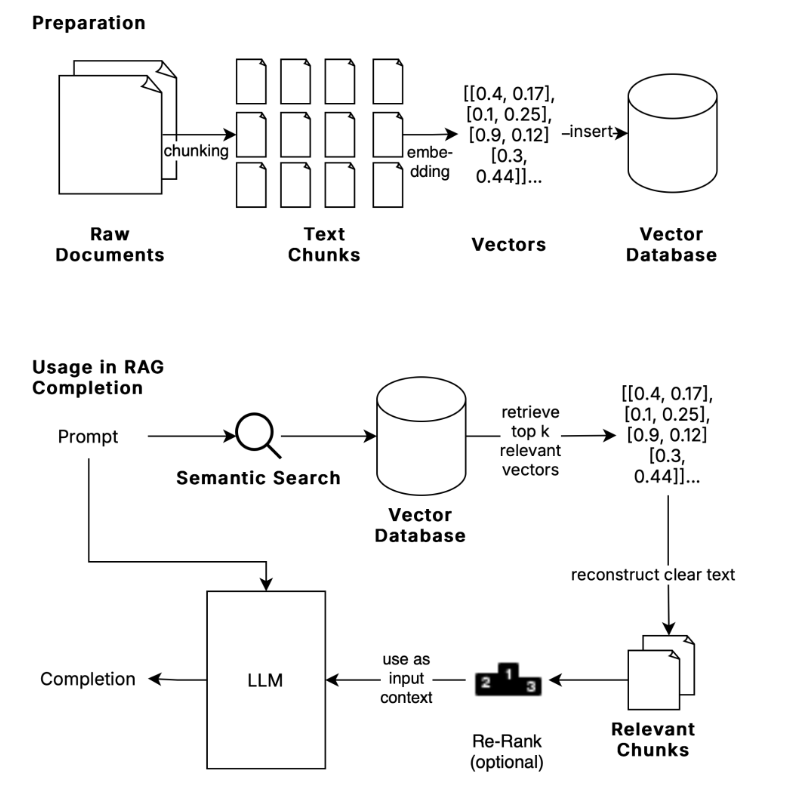 Preparation
chunking
embe-
dding
[[0.4, 0.17],
[0.1, 0.25],
[0.9, 0.12]
[0.3,
0.44]]...
insert
Raw
Documents
Text
Chunks
Vectors
Vector
Database
Usage in RAG
Completion
Prompt
Semantic Search
Vector
Database
retrieve
top k
relevant
vectors
[[0.4, 0.17],
[0.1, 0.25],
[0.9, 0.12]
[0.3,
0.44]]...
reconstruct clear text
Relevant
Chunks
2 1 3
Re-Rank
(optional)
use as
input
context
LLM
Completion